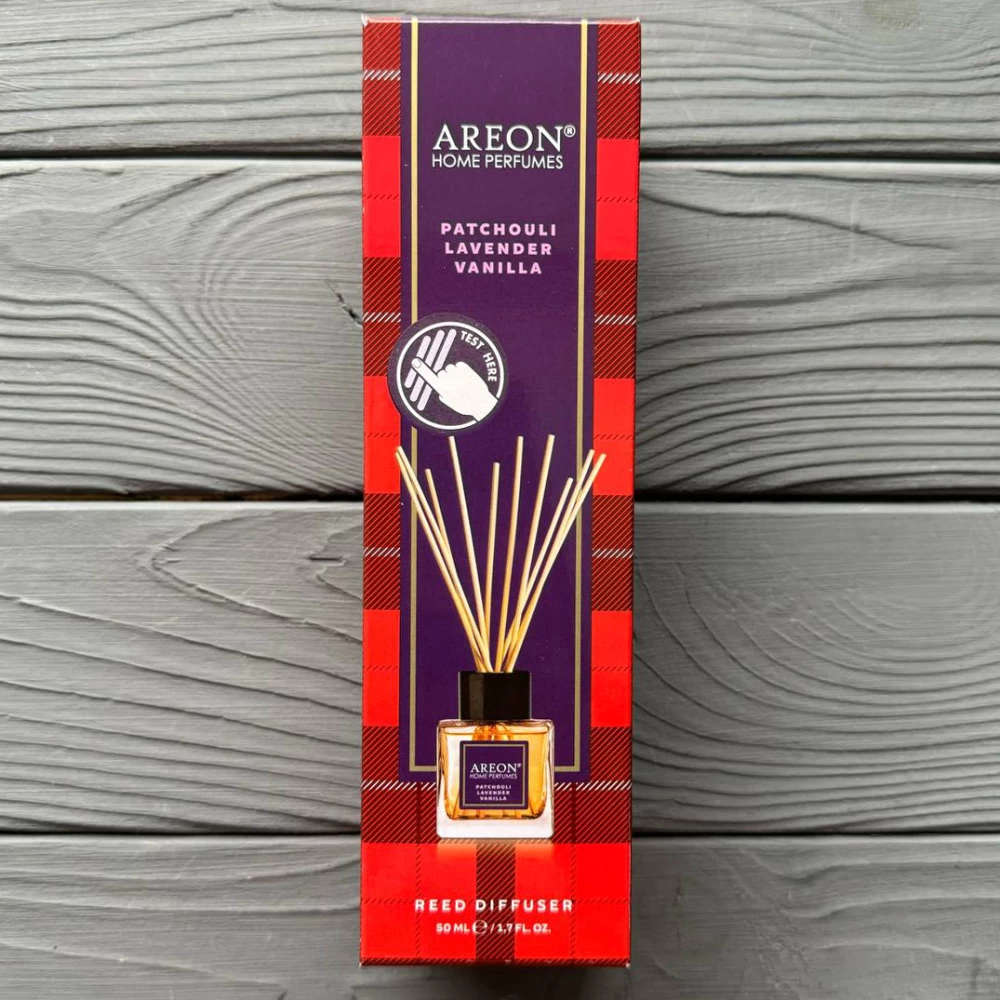 AREON®
HOME PERFUMES
PATCHOULI
LAVENDER
VANILLA
TEST HERE
AREON®
HOME PERFUMES
PATCHOULI
LAVENDER
VANILLA
REED DIFFUSER
50 ML ℮ / 1,7 FL. OZ.